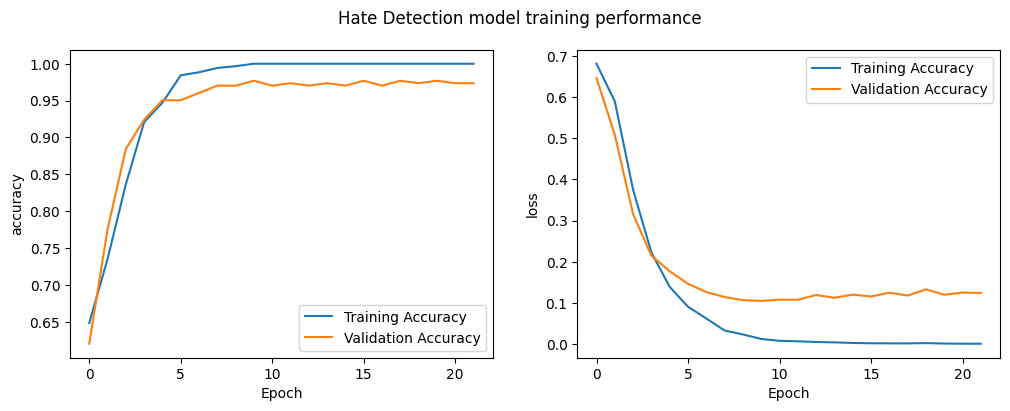 Hate Detection model training performance
accuracy
1.00
0.95
0.90
0.85
0.80
0.75
0.70
0.65
Training Accuracy
Validation Accuracy
0 5 10 15 20
Epoch
loss
0.7
0.6
0.5
0.4
0.3
0.2
0.1
0.0
Training Accuracy
Validation Accuracy
0 5 10 15 20
Epoch